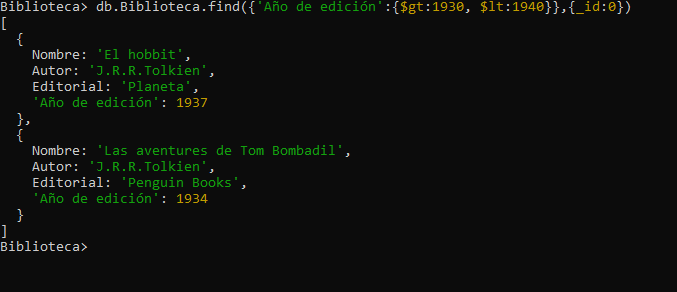 Biblioteca> db.Biblioteca.find({'Año de edición':{$gt:1930, $lt:1940}},{_id:0})
[
  {
    Nombre: 'El hobbit',
    Autor: 'J.R.R.Tolkien',
    Editorial: 'Planeta',
    'Año de edición': 1937
  },
  {
    Nombre: 'Las aventures de Tom Bombadil',
    Autor: 'J.R.R.Tolkien',
    Editorial: 'Penguin Books',
    'Año de edición': 1934
  }
]
Biblioteca>